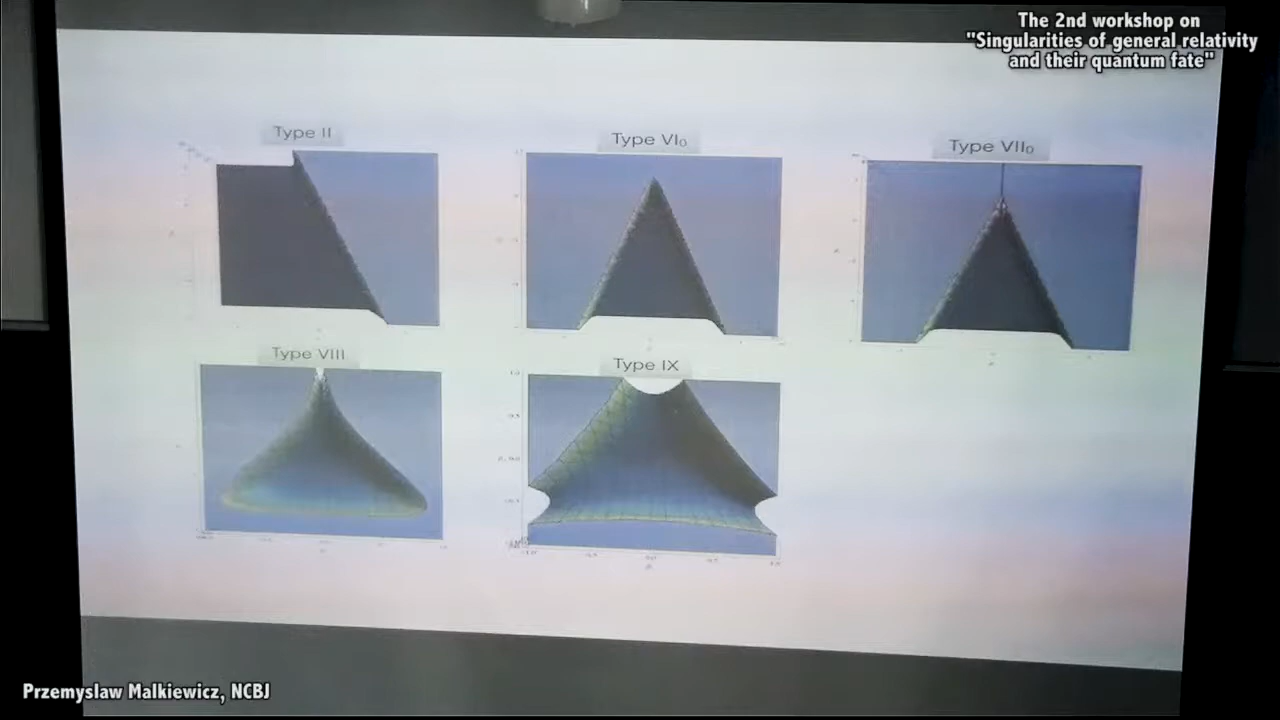 The 2nd workshop on
"Singularities of general relativity
and their quantum fate"
Type II
Type VI₀
Type VII₀
Type VIII
Type IX
Przemyslaw Malkiewicz, NCBJ